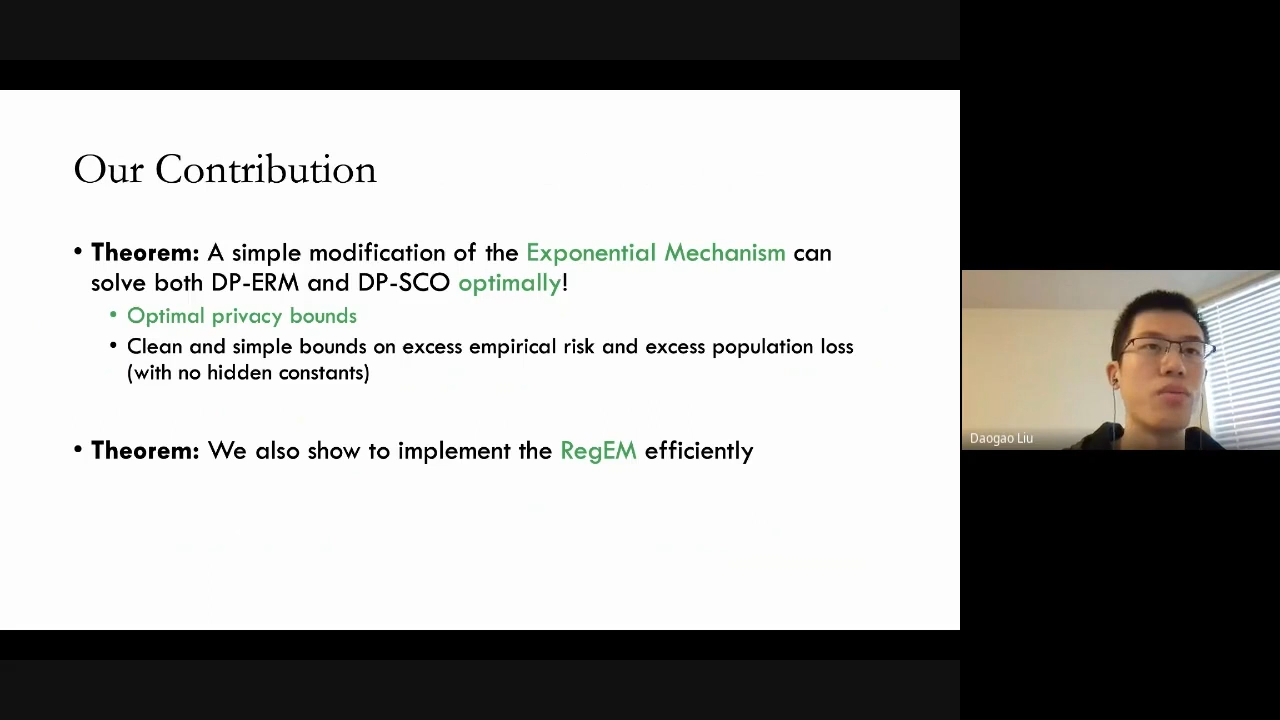 Our Contribution
• Theorem: A simple modification of the Exponential Mechanism can
solve both DP-ERM and DP-SCO optimally!
• Optimal privacy bounds
• Clean and simple bounds on excess empirical risk and excess population loss
(with no hidden constants)
• Theorem: We also show to implement the RegEM efficiently
Daogao Liu